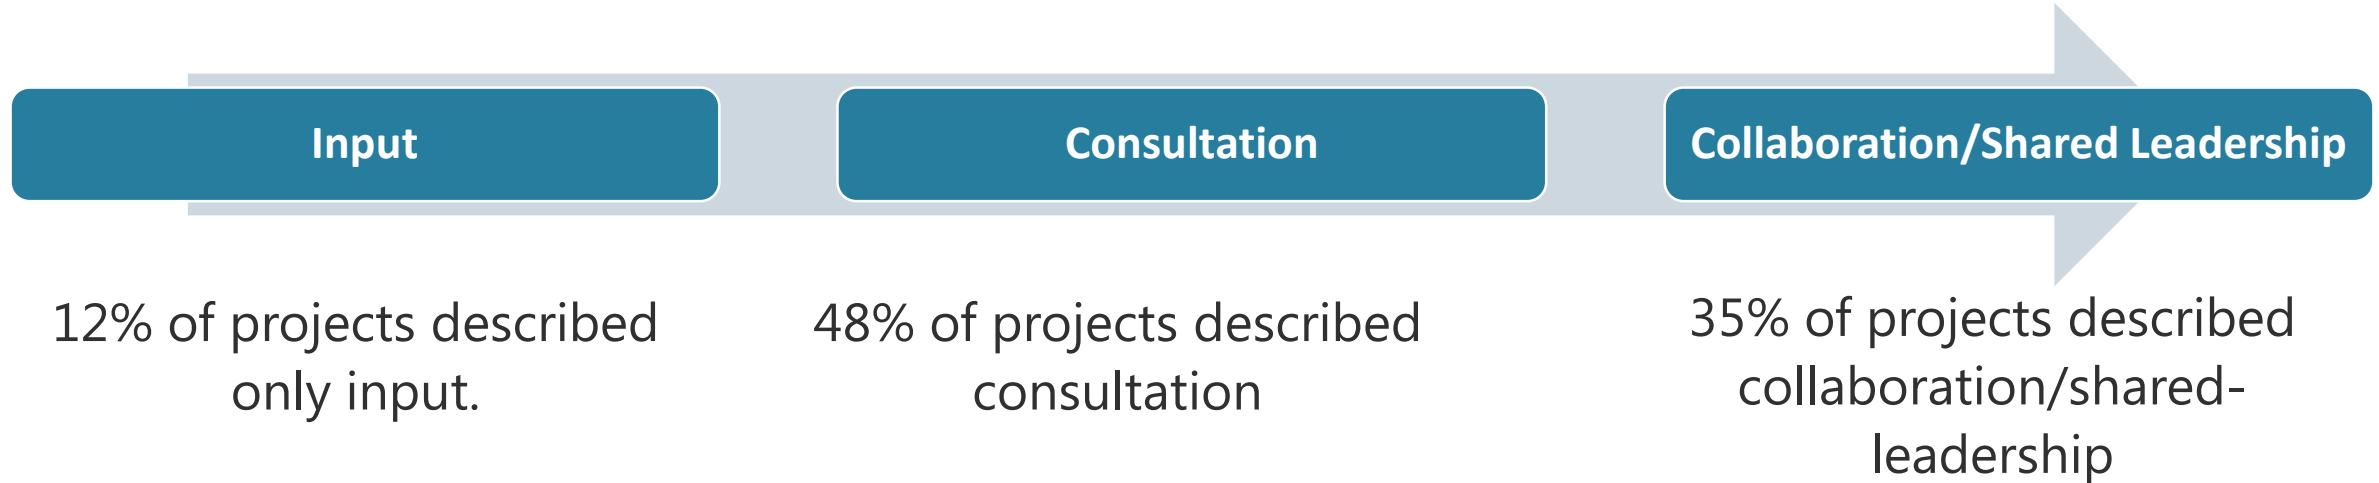 Input
Consultation
Collaboration/Shared Leadership
12% of projects described
only input.
48% of projects described
consultation
35% of projects described
collaboration/shared-
leadership